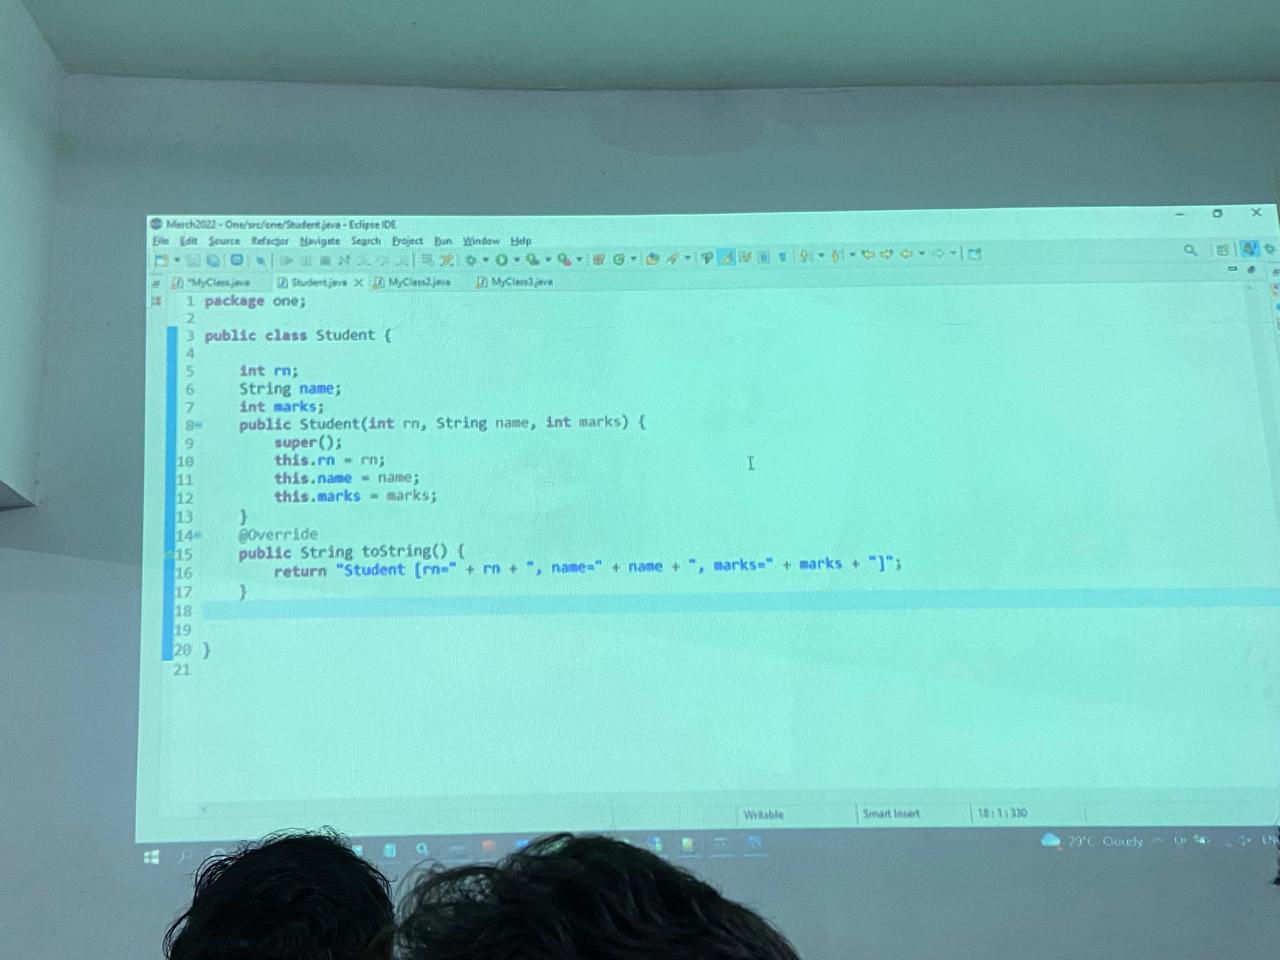 March2022 - One/src/one/Student.java - Eclipse IDE
File Edit Source Refactor Navigate Search Project Run Window Help
*MyClass.java Student.java MyClass2.java MyClass3.java
1 package one;
2
3 public class Student {
4
5 int rn;
6 String name;
7 int marks;
8 public Student(int rn, String name, int marks) {
9 super();
10 this.rn = rn;
11 this.name = name;
12 this.marks = marks;
13 }
14 @Override
15 public String toString() {
16 return "Student [rn=" + rn + ", name=" + name + ", marks=" + marks + "]";
17 }
18
19
20 }
21
Writable Smart Insert 18:1:330
29°C Cloudy